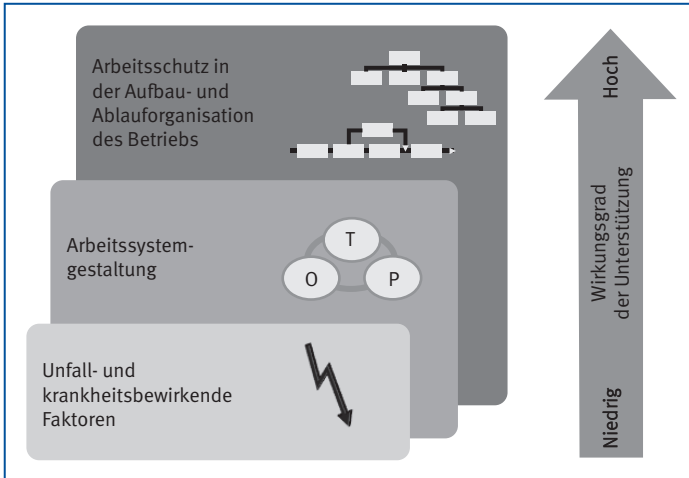 Arbeitsschutz in
der Aufbau- und
Ablauforganisation
des Betriebs
Arbeitssystem-
gestaltung
T
O
P
Unfall- und
krankheitsbewirkende
Faktoren
Hoch
Wirkungsgrad
der Unterstützung
Niedrig